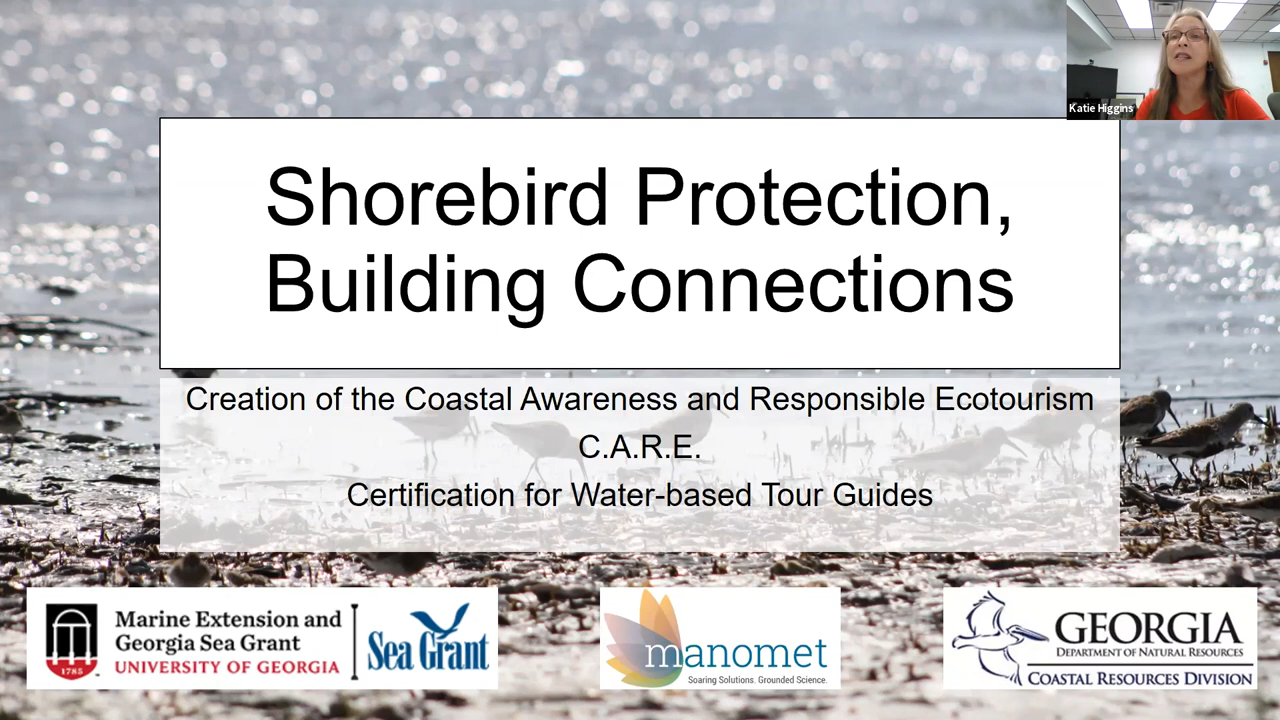 Katie Higgins
Shorebird Protection,
Building Connections
Creation of the Coastal Awareness and Responsible Ecotourism
C.A.R.E.
Certification for Water-based Tour Guides
1785
Marine Extension and
Georgia Sea Grant
UNIVERSITY OF GEORGIA
Sea Grant
manomet
Soaring Solutions. Grounded Science.
GEORGIA
DEPARTMENT OF NATURAL RESOURCES
COASTAL RESOURCES DIVISION